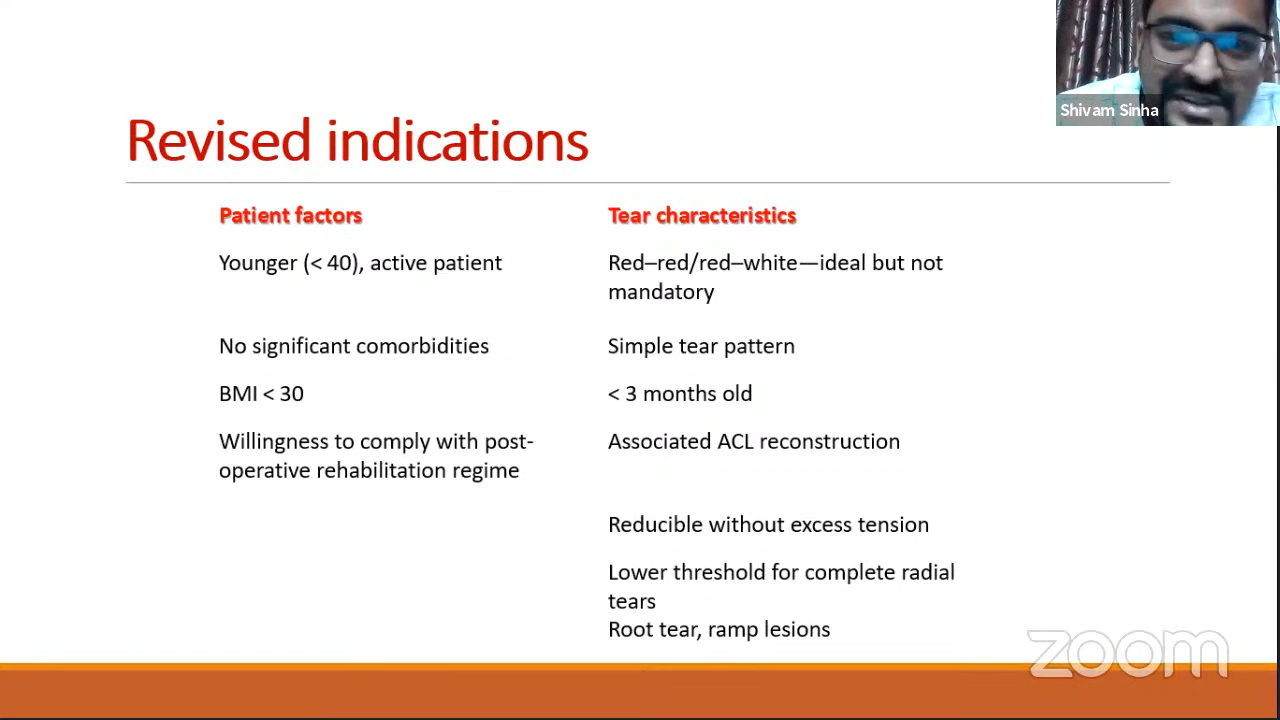 Shivam Sinha
Revised indications
Patient factors
Tear characteristics
Younger (< 40), active patient
Red–red/red–white—ideal but not
mandatory
No significant comorbidities
Simple tear pattern
BMI < 30
< 3 months old
Willingness to comply with post-
operative rehabilitation regime
Associated ACL reconstruction
Reducible without excess tension
Lower threshold for complete radial
tears
Root tear, ramp lesions
zoom